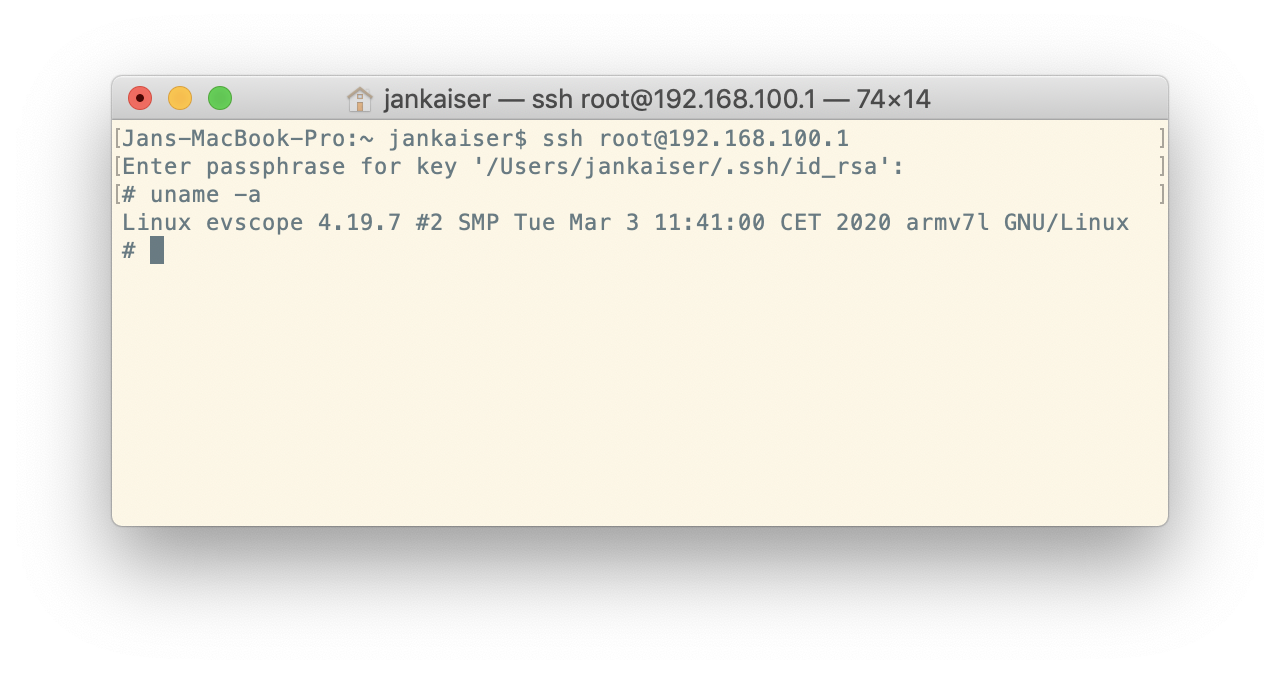 jankaiser — ssh root@192.168.100.1 — 74×14
[Jans-MacBook-Pro:~ jankaiser$ ssh root@192.168.100.1 ]
[Enter passphrase for key '/Users/jankaiser/.ssh/id_rsa': ]
[# uname -a ]
Linux evscope 4.19.7 #2 SMP Tue Mar 3 11:41:00 CET 2020 armv7l GNU/Linux
#